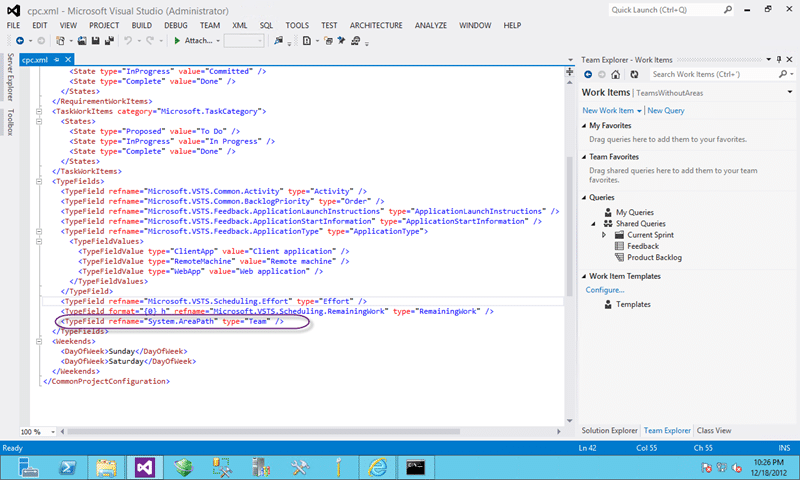 cpc.xml - Microsoft Visual Studio (Administrator)
Quick Launch (Ctrl+Q)
FILE EDIT VIEW PROJECT BUILD DEBUG TEAM XML SQL TOOLS TEST ARCHITECTURE ANALYZE WINDOW HELP
Attach...
cpc.xml
Server Explorer
Toolbox
<State type="InProgress" value="Committed" />
<State type="Complete" value="Done" />
</States>
</RequirementWorkItems>
<TaskWorkItems category="Microsoft.TaskCategory">
<States>
<State type="Proposed" value="To Do" />
<State type="InProgress" value="In Progress" />
<State type="Complete" value="Done" />
</States>
</TaskWorkItems>
<TypeFields>
<TypeField refname="Microsoft.VSTS.Common.Activity" type="Activity" />
<TypeField refname="Microsoft.VSTS.Common.BacklogPriority" type="Order" />
<TypeField refname="Microsoft.VSTS.Feedback.ApplicationLaunchInstructions" type="ApplicationLaunchInstructions" />
<TypeField refname="Microsoft.VSTS.Feedback.ApplicationStartInformation" type="ApplicationStartInformation" />
<TypeField refname="Microsoft.VSTS.Feedback.ApplicationType" type="ApplicationType">
<TypeFieldValues>
<TypeFieldValue type="ClientApp" value="Client application" />
<TypeFieldValue type="RemoteMachine" value="Remote machine" />
<TypeFieldValue type="WebApp" value="Web application" />
</TypeFieldValues>
</TypeField>
<TypeField refname="Microsoft.VSTS.Scheduling.Effort" type="Effort" />
<TypeField format="{0} h" refname="Microsoft.VSTS.Scheduling.RemainingWork" type="RemainingWork" />
<TypeField refname="System.AreaPath" type="Team" />
</TypeFields>
<Weekends>
<DayOfWeek>Sunday</DayOfWeek>
<DayOfWeek>Saturday</DayOfWeek>
</Weekends>
</CommonProjectConfiguration>
100 %
Team Explorer - Work Items
Search Work Items (Ctrl+')
Work Items | TeamsWithoutAreas
New Work Item | New Query
My Favorites
Drag queries here to add them to your favorites.
Team Favorites
Drag shared queries here to add them to your team
favorites.
Queries
My Queries
Shared Queries
Current Sprint
Feedback
Product Backlog
Work Item Templates
Configure...
Templates
Solution Explorer Team Explorer Class View
Ready Ln 42 Col 55 Ch 55 INS
10:26 PM
12/18/2012